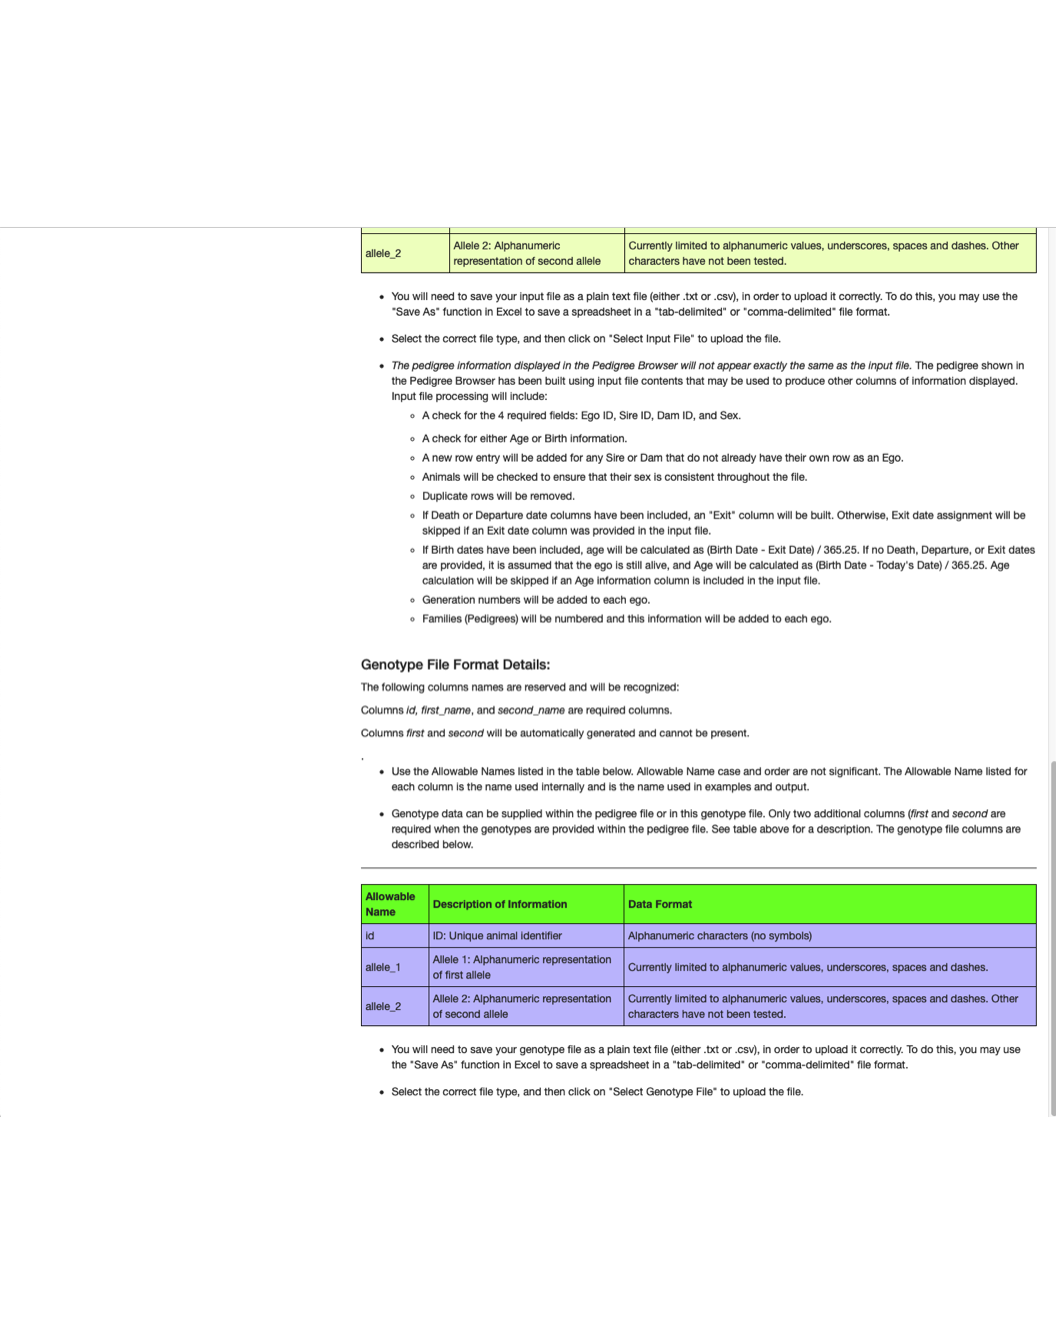 allele_2
Allele 2: Alphanumeric
representation of second allele
Currently limited to alphanumeric values, underscores, spaces and dashes. Other
characters have not been tested.
• You will need to save your input file as a plain text file (either .txt or .csv), in order to upload it correctly. To do this, you may use the
"Save As" function in Excel to save a spreadsheet in a "tab-delimited" or "comma-delimited" file format.
• Select the correct file type, and then click on "Select Input File" to upload the file.
• The pedigree information displayed in the Pedigree Browser will not appear exactly the same as the input file. The pedigree shown in
the Pedigree Browser has been built using input file contents that may be used to produce other columns of information displayed.
Input file processing will include:
◦ A check for the 4 required fields: Ego ID, Sire ID, Dam ID, and Sex.
◦ A check for either Age or Birth information.
◦ A new row entry will be added for any Sire or Dam that do not already have their own row as an Ego.
◦ Animals will be checked to ensure that their sex is consistent throughout the file.
◦ Duplicate rows will be removed.
◦ If Death or Departure date columns have been included, an "Exit" column will be built. Otherwise, Exit date assignment will be
skipped if an Exit date column was provided in the input file.
◦ If Birth dates have been included, age will be calculated as (Birth Date - Exit Date) / 365.25. If no Death, Departure, or Exit dates
are provided, it is assumed that the ego is still alive, and Age will be calculated as (Birth Date - Today's Date) / 365.25. Age
calculation will be skipped if an Age information column is included in the input file.
◦ Generation numbers will be added to each ego.
◦ Families (Pedigrees) will be numbered and this information will be added to each ego.
Genotype File Format Details:
The following columns names are reserved and will be recognized:
Columns id, first_name, and second_name are required columns.
Columns first and second will be automatically generated and cannot be present.
.
• Use the Allowable Names listed in the table below. Allowable Name case and order are not significant. The Allowable Name listed for
each column is the name used internally and is the name used in examples and output.
• Genotype data can be supplied within the pedigree file or in this genotype file. Only two additional columns (first and second are
required when the genotypes are provided within the pedigree file. See table above for a description. The genotype file columns are
described below.
Allowable
Name
Description of Information
Data Format
id
ID: Unique animal identifier
Alphanumeric characters (no symbols)
allele_1
Allele 1: Alphanumeric representation
of first allele
Currently limited to alphanumeric values, underscores, spaces and dashes.
allele_2
Allele 2: Alphanumeric representation
of second allele
Currently limited to alphanumeric values, underscores, spaces and dashes. Other
characters have not been tested.
• You will need to save your genotype file as a plain text file (either .txt or .csv), in order to upload it correctly. To do this, you may use
the "Save As" function in Excel to save a spreadsheet in a "tab-delimited" or "comma-delimited" file format.
• Select the correct file type, and then click on "Select Genotype File" to upload the file.